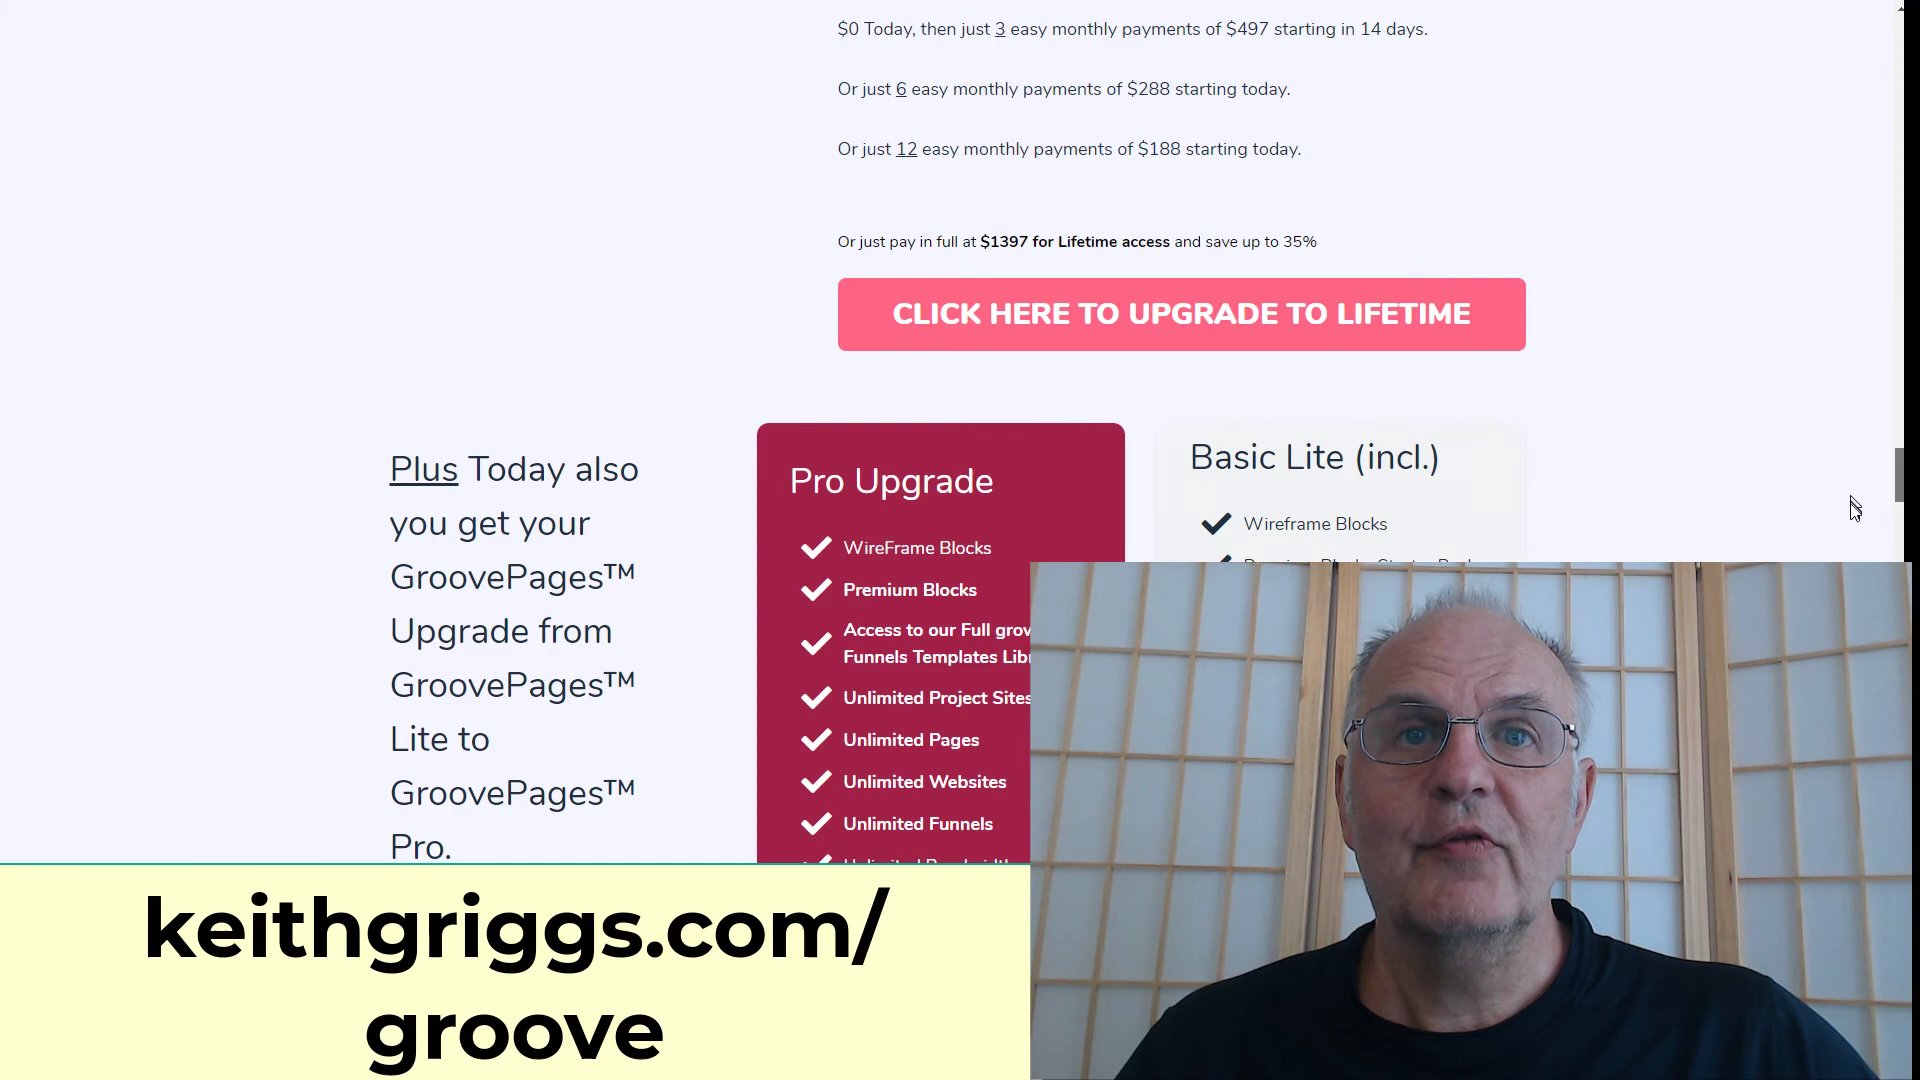 $0 Today, then just 3 easy monthly payments of $497 starting in 14 days.
Or just 6 easy monthly payments of $288 starting today.
Or just 12 easy monthly payments of $188 starting today.
Or just pay in full at $1397 for Lifetime access and save up to 35%
CLICK HERE TO UPGRADE TO LIFETIME
Plus Today also
you get your
GroovePages™
Upgrade from
GroovePages™
Lite to
GroovePages™
Pro.
Pro Upgrade
WireFrame Blocks
Premium Blocks
Access to our Full
Funnels Templates
Unlimited Project Sites
Unlimited Pages
Unlimited Websites
Unlimited Funnels
Basic Lite (incl.)
Wireframe Blocks
keithgriggs.com/
groove